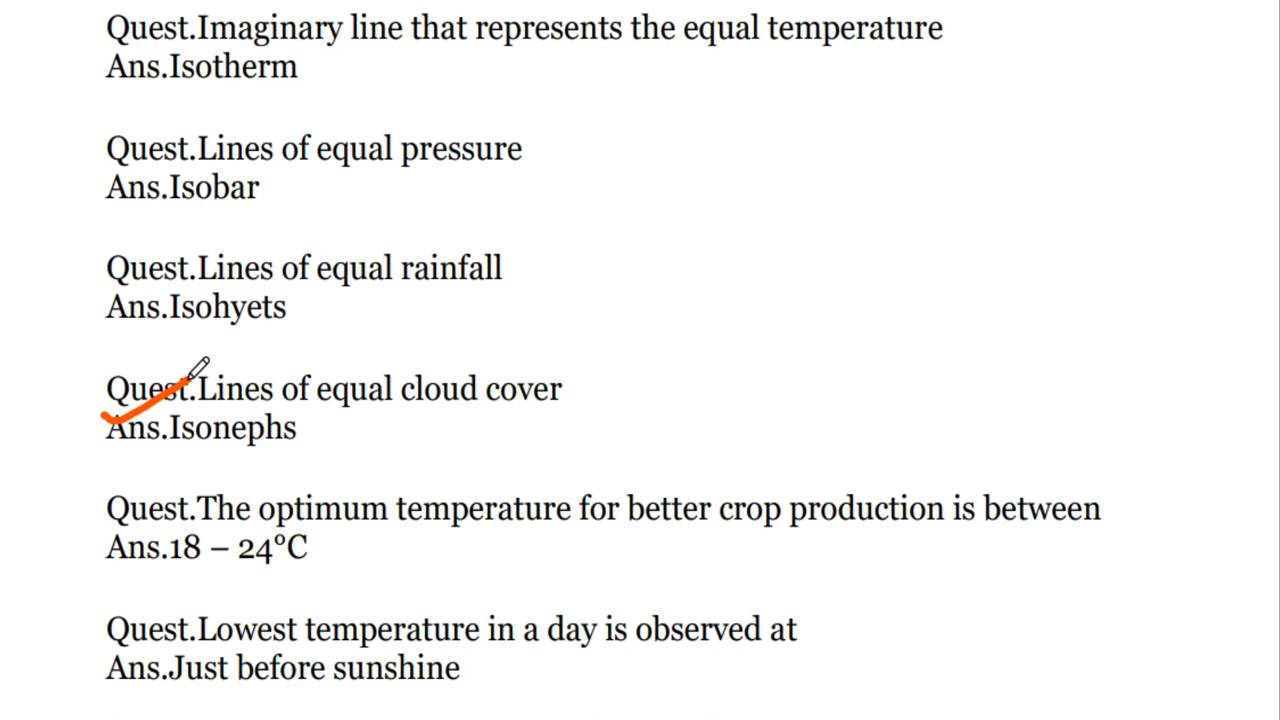 Quest.Imaginary line that represents the equal temperature
Ans.Isotherm
Quest.Lines of equal pressure
Ans.Isobar
Quest.Lines of equal rainfall
Ans.Isohyets
Quest.Lines of equal cloud cover
Ans.Isonephs
Quest.The optimum temperature for better crop production is between
Ans.18 – 24°C
Quest.Lowest temperature in a day is observed at
Ans.Just before sunshine